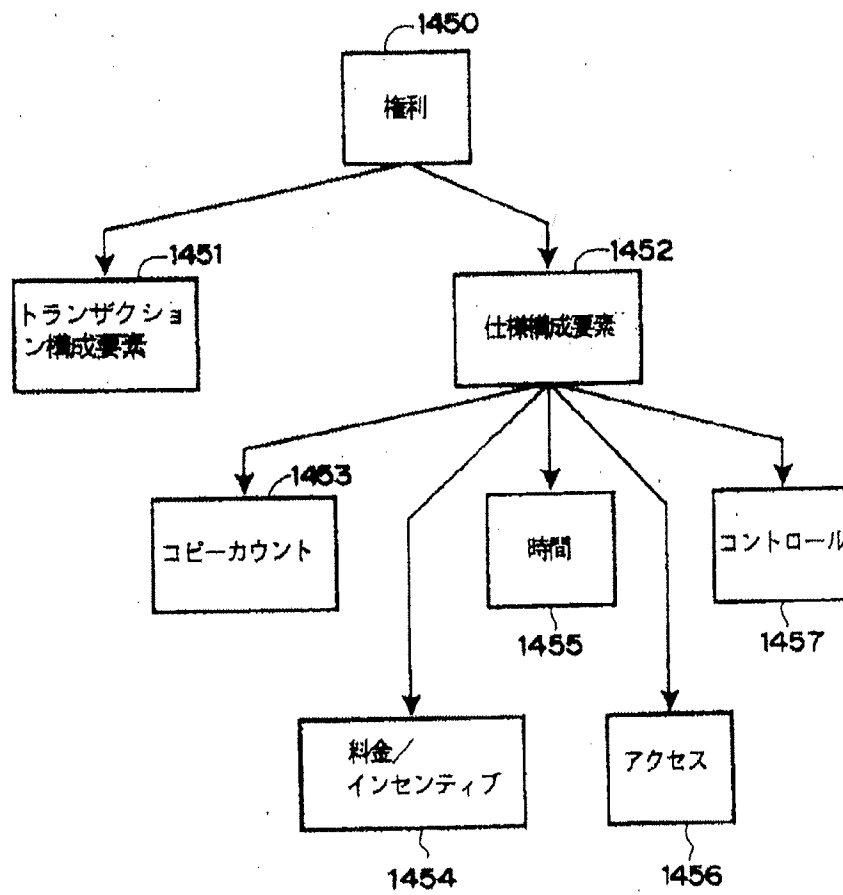 1450
権利
1451
トランザクショ
ン構成要素
1452
仕様構成要素
1453
コピーカウント
時間
1455
コントロール
1457
料金／
インセンティブ
1454
アクセス
1456